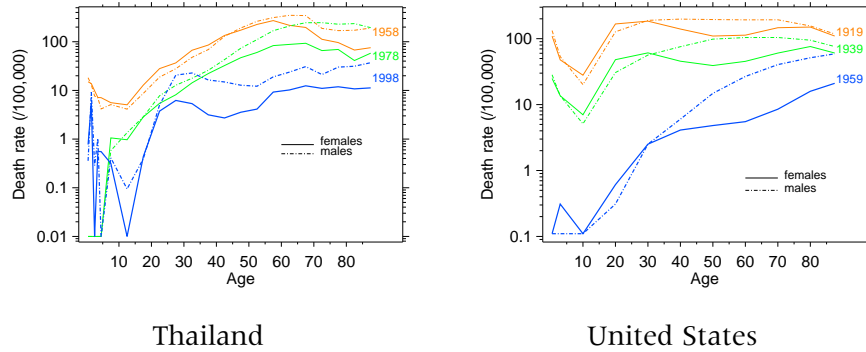 Death rate (/100,000)
100
10
1
0.1
0.01
1958
1978
1998
females
males
10 20 30 40 50 60 70 80
Age
Thailand
Death rate (/100,000)
100
10
1
0.1
1919
1939
1959
females
males
10 20 30 40 50 60 70 80
Age
United States